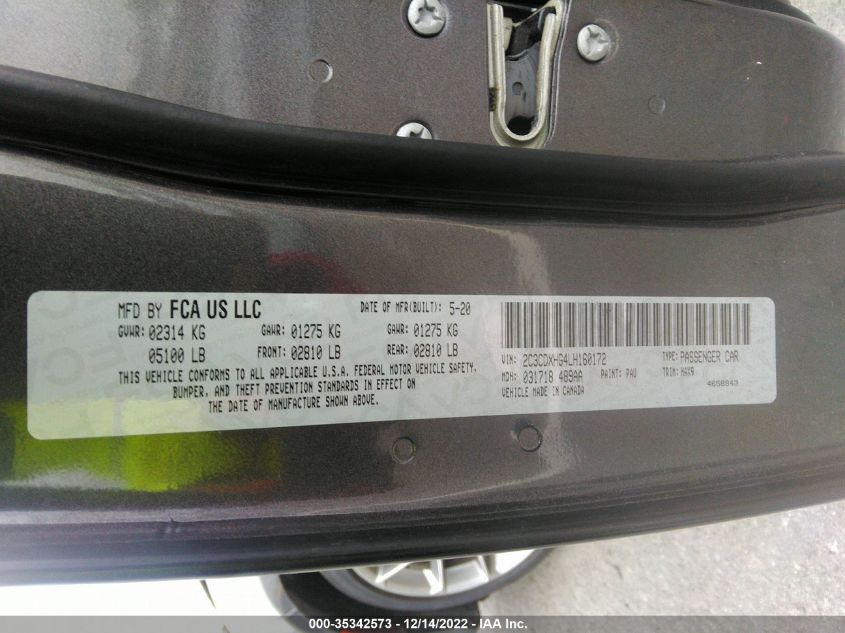 MFD BY FCA US LLC DATE OF MFR(BUILT): 5-20
GVWR: 02314 KG GAWR: 01275 KG GAWR: 01275 KG
05100 LB FRONT: 02810 LB REAR: 02810 LB
THIS VEHICLE CONFORMS TO ALL APPLICABLE U.S.A. FEDERAL MOTOR VEHICLE SAFETY,
BUMPER, AND THEFT PREVENTION STANDARDS IN EFFECT ON
THE DATE OF MANUFACTURE SHOWN ABOVE.
VIN: 2C3CDXHG4LH160172 TYPE: PASSENGER CAR
MDH: 031718 489AA PAINT: PAU TRIM: HAX9
VEHICLE MADE IN CANADA 4658843
000-35342573 - 12/14/2022 - IAA Inc.